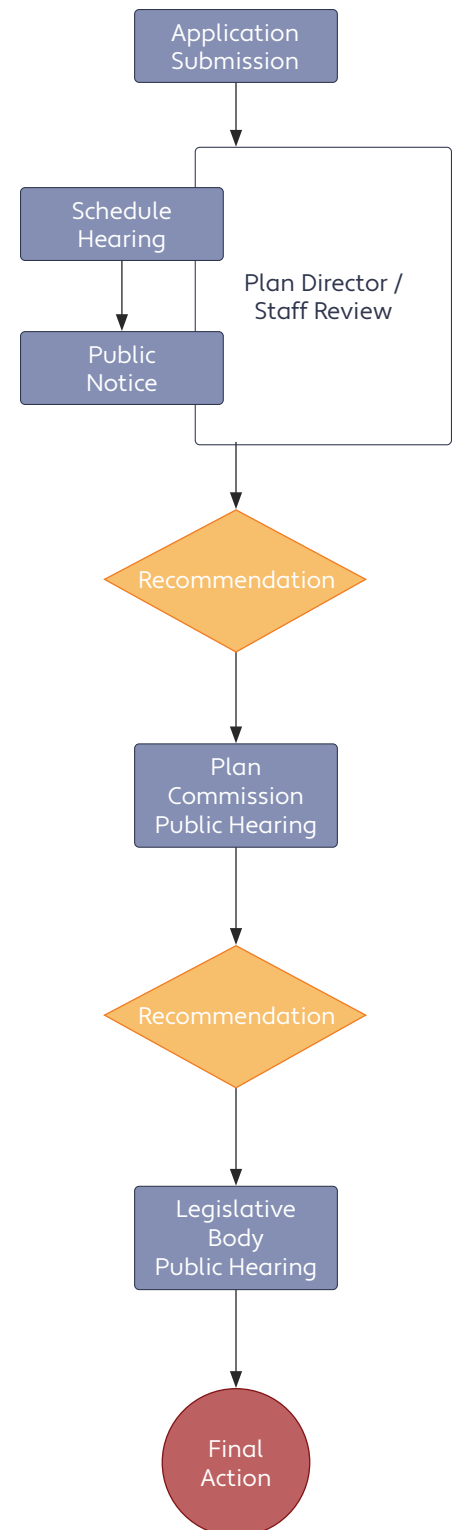 Application
Submission
Schedule
Hearing
Plan Director /
Staff Review
Public
Notice
Recommendation
Plan
Commission
Public Hearing
Recommendation
Legislative
Body
Public Hearing
Final
Action